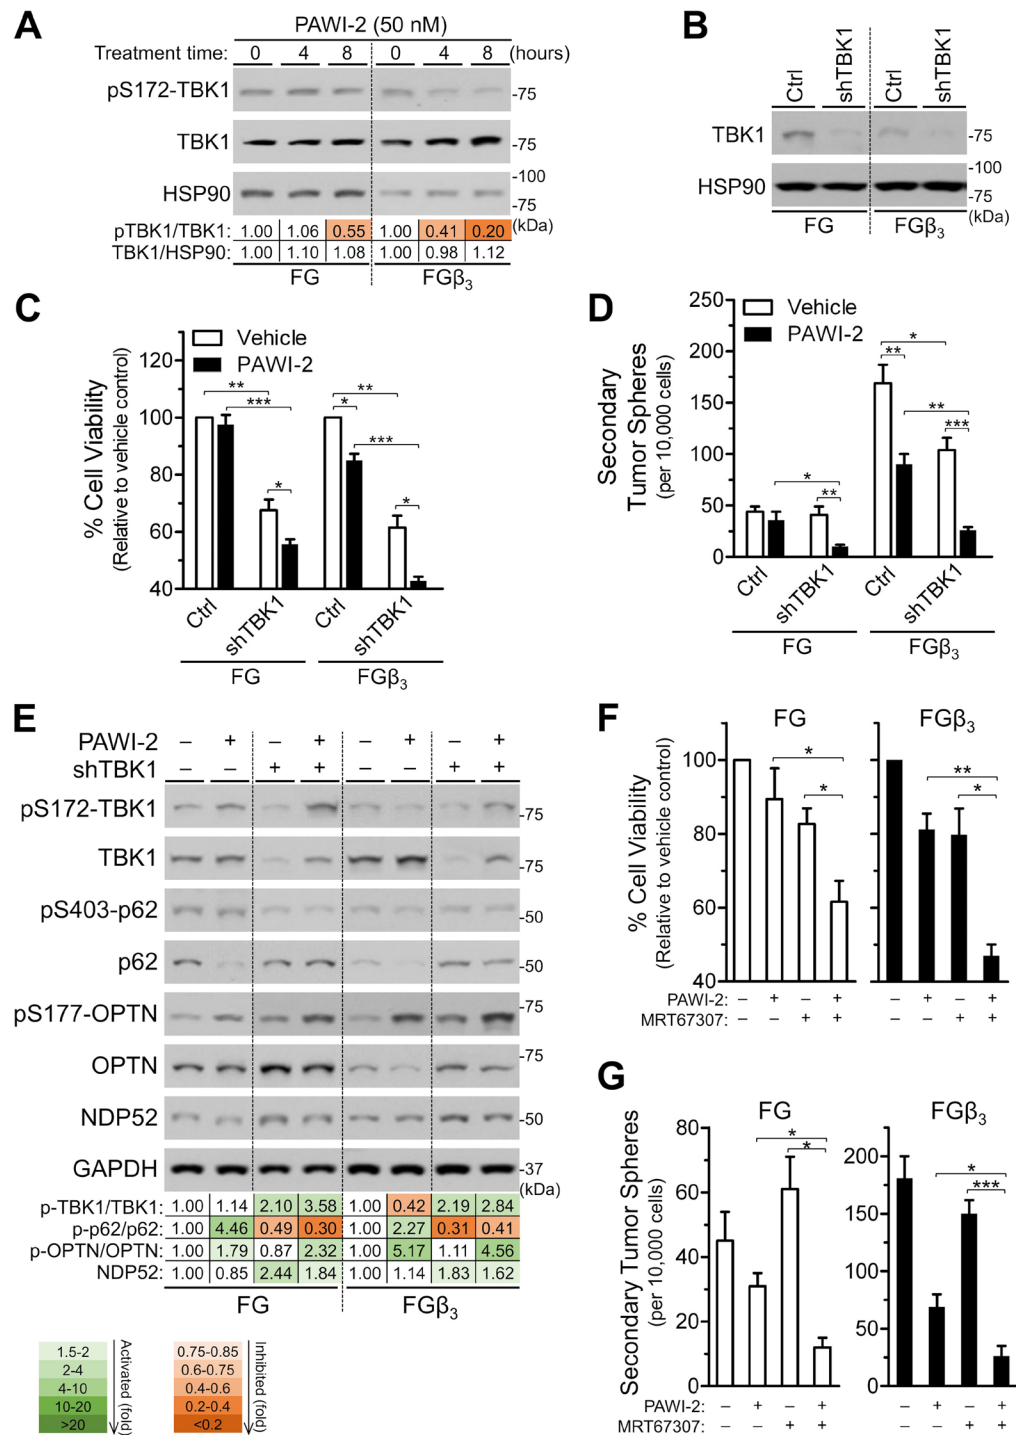 A
PAWI-2 (50 nM)
Treatment time: 0 4 8 0 4 8 (hours)
pS172-TBK1
-75
TBK1
-75
HSP90
-100
-75
(kDa)
pTBK1/TBK1: 1.00 1.06 0.55 1.00 0.41 0.20
TBK1/HSP90: 1.00 1.10 1.08 1.00 0.98 1.12
FG FGβ3
B
Ctrl shTBK1 Ctrl shTBK1
TBK1
-75
HSP90
-100
-75
(kDa)
FG FGβ3
C
Vehicle
PAWI-2
% Cell Viability
(Relative to vehicle control)
120
100
80
60
40
** *** * ** * *** *
Ctrl shTBK1 Ctrl shTBK1
FG FGβ3
D
Vehicle
PAWI-2
Secondary
Tumor Spheres
(per 10,000 cells)
250
200
150
100
50
0
* ** * ** ** ***
Ctrl shTBK1 Ctrl shTBK1
FG FGβ3
E
PAWI-2 – + – + – + – +
shTBK1 – – + + – – + +
pS172-TBK1
-75
TBK1
-75
pS403-p62
-50
p62
-50
pS177-OPTN
-75
OPTN
-75
NDP52
-50
GAPDH
-37
(kDa)
p-TBK1/TBK1: 1.00 1.14 2.10 3.58 1.00 0.42 2.19 2.84
p-p62/p62: 1.00 4.46 0.49 0.30 1.00 2.27 0.31 0.41
p-OPTN/OPTN: 1.00 1.79 0.87 2.32 1.00 5.17 1.11 4.56
NDP52: 1.00 0.85 2.44 1.84 1.00 1.14 1.83 1.62
FG FGβ3
1.5-2
2-4
4-10
10-20
>20
Activated (fold)
0.75-0.85
0.6-0.75
0.4-0.6
0.2-0.4
<0.2
Inhibited (fold)
F
FG FGβ3
% Cell Viability
(Relative to vehicle control)
100
80
60
40
* * ** *
PAWI-2: – + – + – + – +
MRT67307: – – + + – – + +
G
FG FGβ3
Secondary Tumor Spheres
(per 10,000 cells)
80
60
40
20
0
200
150
100
50
0
* * * ***
PAWI-2: – + – + – + – +
MRT67307: – – + + – – + +